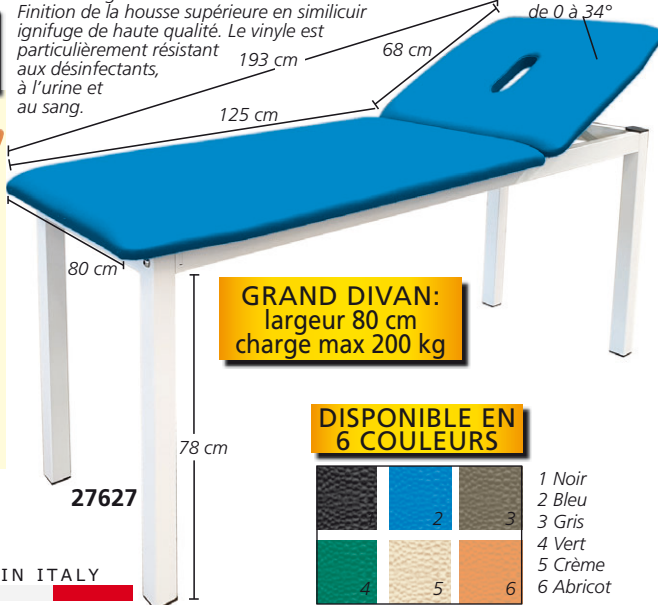 Finition de la housse supérieure en similicuir
ignifuge de haute qualité. Le vinyle est
particulièrement résistant
aux désinfectants,
à l'urine et
au sang.
de 0 à 34°
193 cm
68 cm
125 cm
80 cm
GRAND DIVAN:
largeur 80 cm
charge max 200 kg
78 cm
27627
DISPONIBLE EN
6 COULEURS
2
3
4
5
6
1 Noir
2 Bleu
3 Gris
4 Vert
5 Crème
6 Abricot
IN ITALY